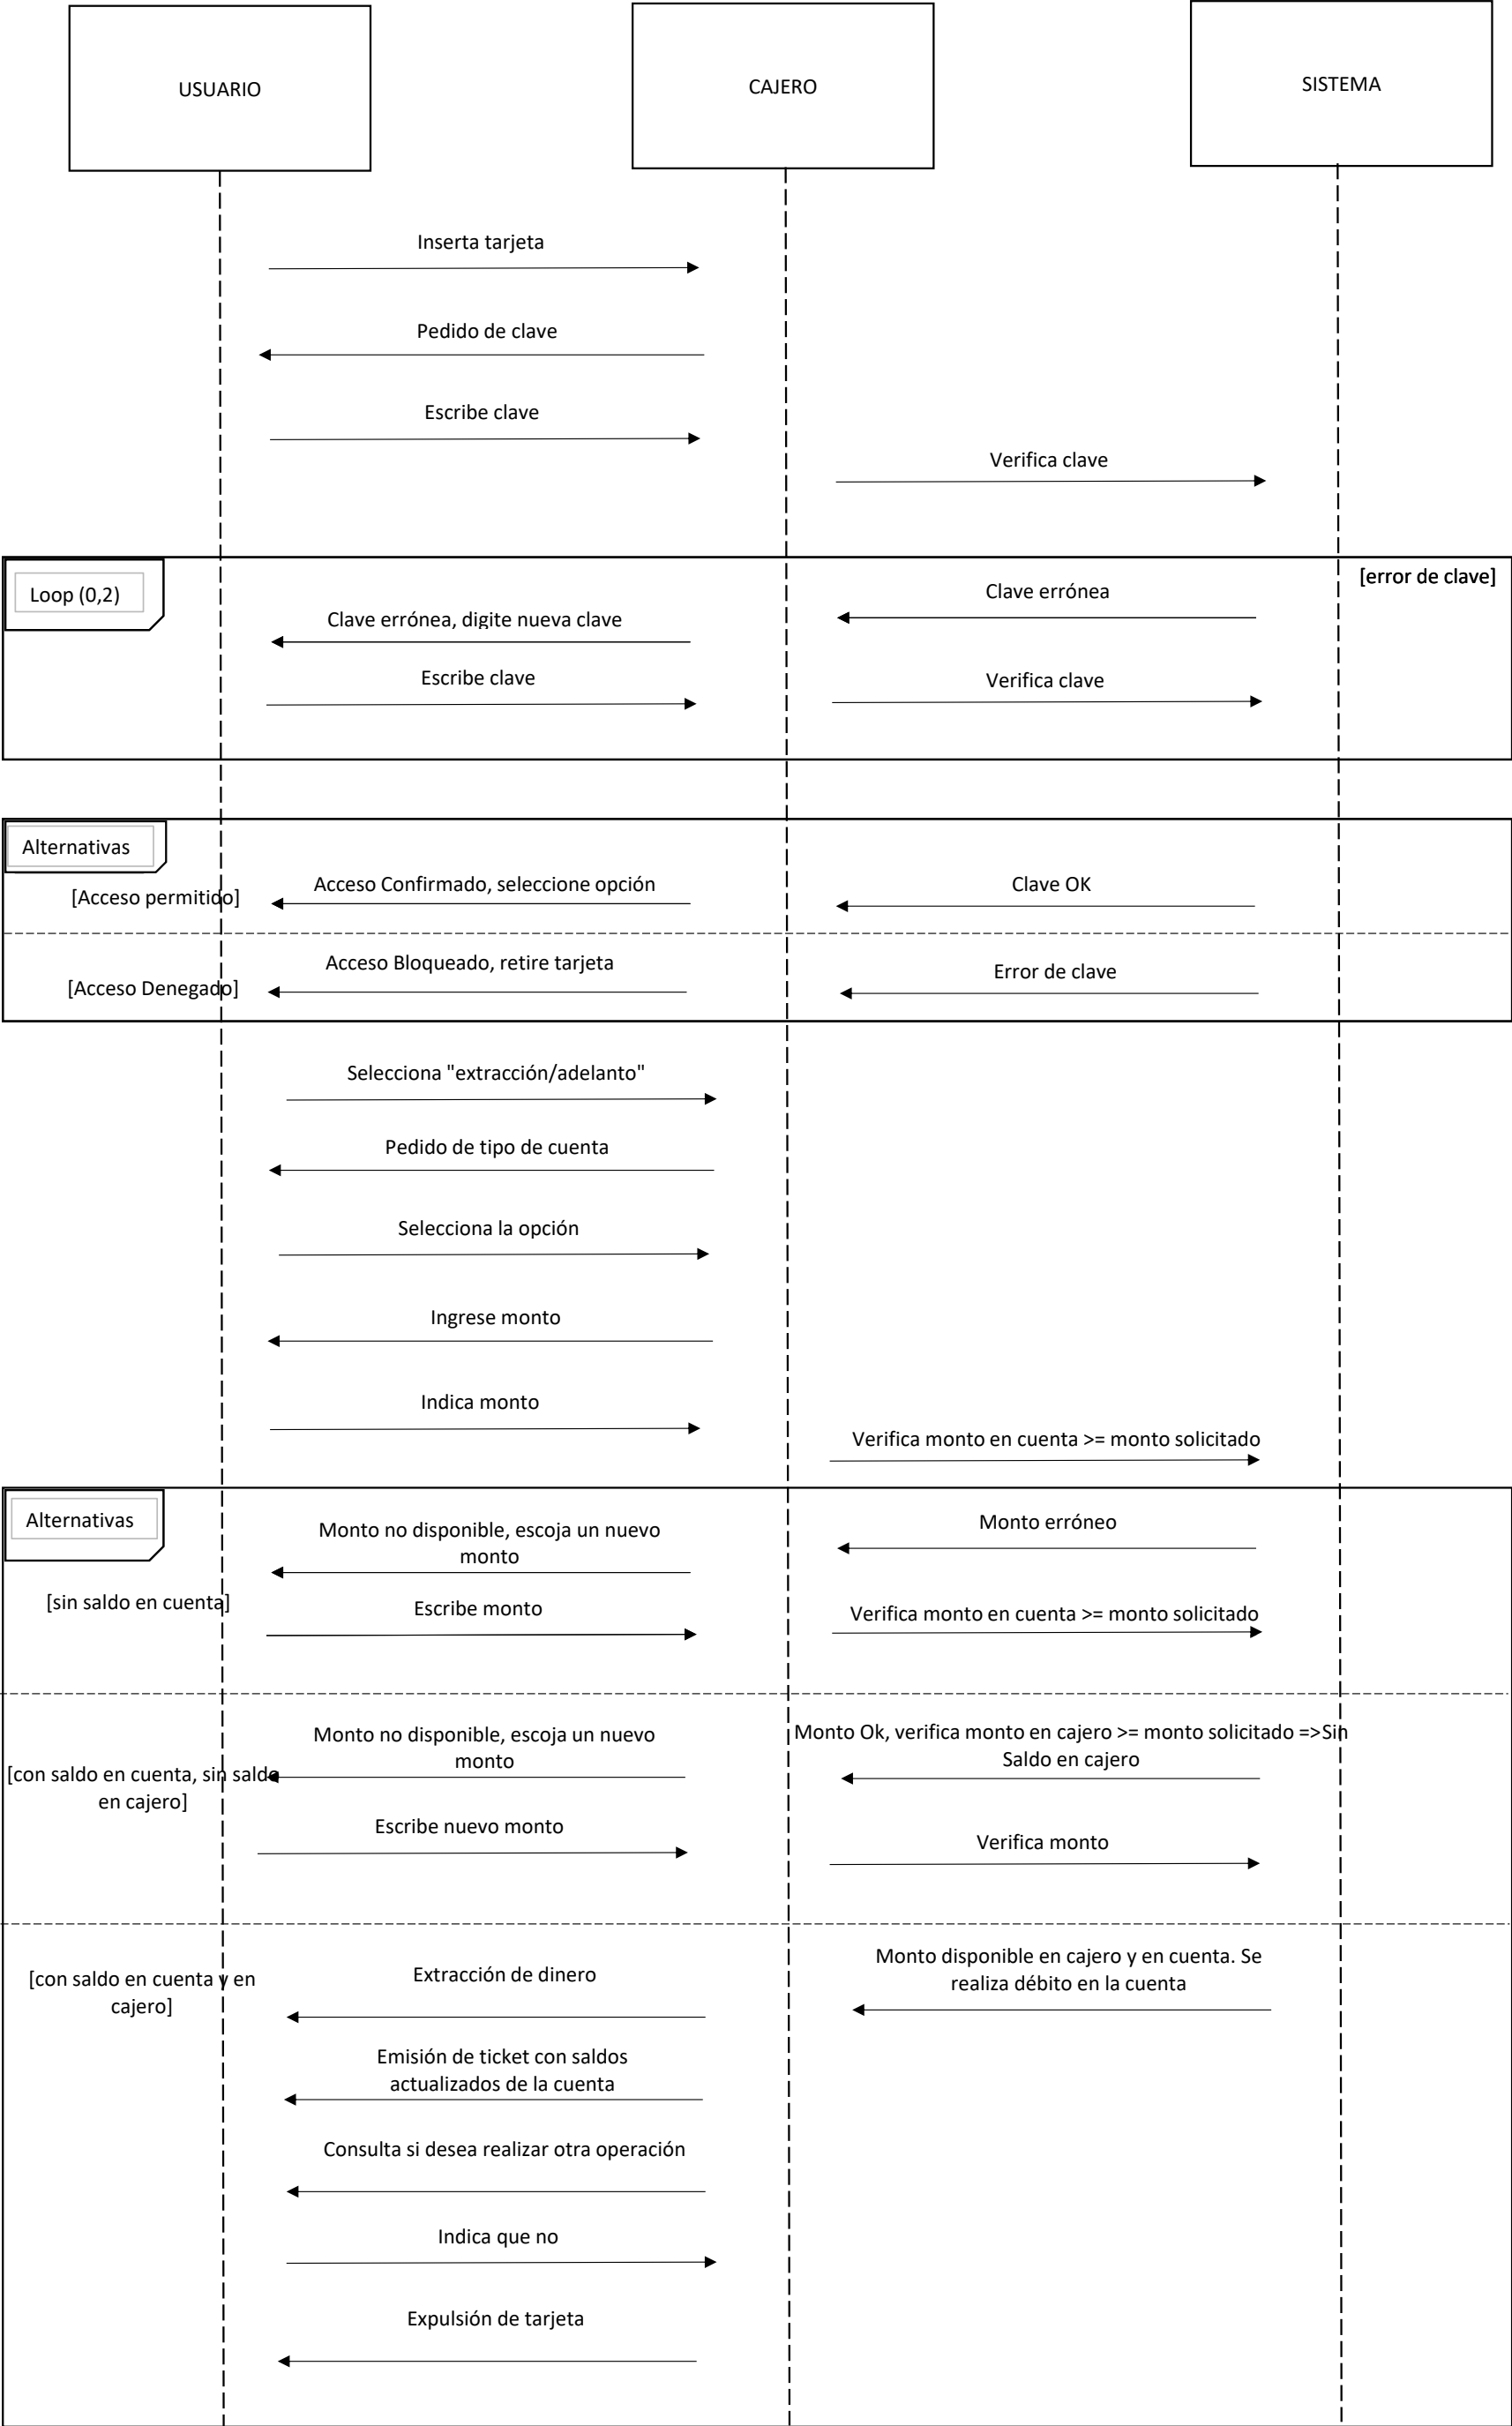 USUARIO
CAJERO
SISTEMA
Inserta tarjeta
Pedido de clave
Escribe clave
Verifica clave
Loop (0,2)
[error de clave]
Clave errónea
Clave errónea, digite nueva clave
Escribe clave
Verifica clave
Alternativas
[Acceso permitido]
Acceso Confirmado, seleccione opción
Clave OK
[Acceso Denegado]
Acceso Bloqueado, retire tarjeta
Error de clave
Selecciona "extracción/adelanto"
Pedido de tipo de cuenta
Selecciona la opción
Ingrese monto
Indica monto
Verifica monto en cuenta >= monto solicitado
Alternativas
Monto erróneo
Monto no disponible, escoja un nuevo
monto
[sin saldo en cuenta]
Escribe monto
Verifica monto en cuenta >= monto solicitado
Monto Ok, verifica monto en cajero >= monto solicitado =>Sin
Saldo en cajero
Monto no disponible, escoja un nuevo
monto
[con saldo en cuenta, sin saldo
en cajero]
Escribe nuevo monto
Verifica monto
Monto disponible en cajero y en cuenta. Se
realiza débito en la cuenta
[con saldo en cuenta y en
cajero]
Extracción de dinero
Emisión de ticket con saldos
actualizados de la cuenta
Consulta si desea realizar otra operación
Indica que no
Expulsión de tarjeta